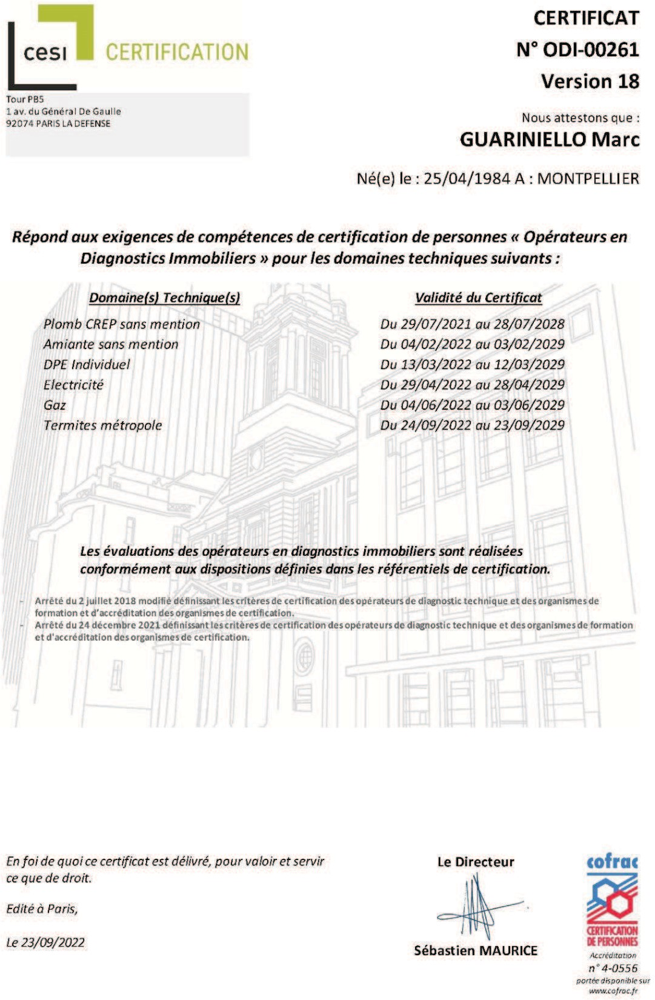 cesi CERTIFICATION
Tour PB5
1 av. du Général De Gaulle
92074 PARIS LA DEFENSE
CERTIFICAT
N° ODI-00261
Version 18
Nous attestons que :
GUARINIELLO Marc
Né(e) le : 25/04/1984 A : MONTPELLIER
Répond aux exigences de compétences de certification de personnes « Opérateurs en
Diagnostics Immobiliers » pour les domaines techniques suivants :
Domaine(s) Technique(s) Validité du Certificat
Plomb CREP sans mention Du 29/07/2021 au 28/07/2028
Amiante sans mention Du 04/02/2022 au 03/02/2029
DPE Individuel Du 13/03/2022 au 12/03/2029
Electricité Du 29/04/2022 au 28/04/2029
Gaz Du 04/06/2022 au 03/06/2029
Termites métropole Du 24/09/2022 au 23/09/2029
Les évaluations des opérateurs en diagnostics immobiliers sont réalisées
conformément aux dispositions définies dans les référentiels de certification.
- Arrêté du 2 juillet 2018 modifié définissant les critères de certification des opérateurs de diagnostic technique et des organismes de
formation et d'accréditation des organismes de certification.
- Arrêté du 24 décembre 2021 définissant les critères de certification des opérateurs de diagnostic technique et des organismes de formation
et d'accréditation des organismes de certification.
En foi de quoi ce certificat est délivré, pour valoir et servir
ce que de droit.
Edité à Paris,
Le 23/09/2022
Le Directeur
Sébastien MAURICE
cofrac
CERTIFICATION
DE PERSONNES
Accréditation
n° 4-0556
portée disponible sur
www.cofrac.fr